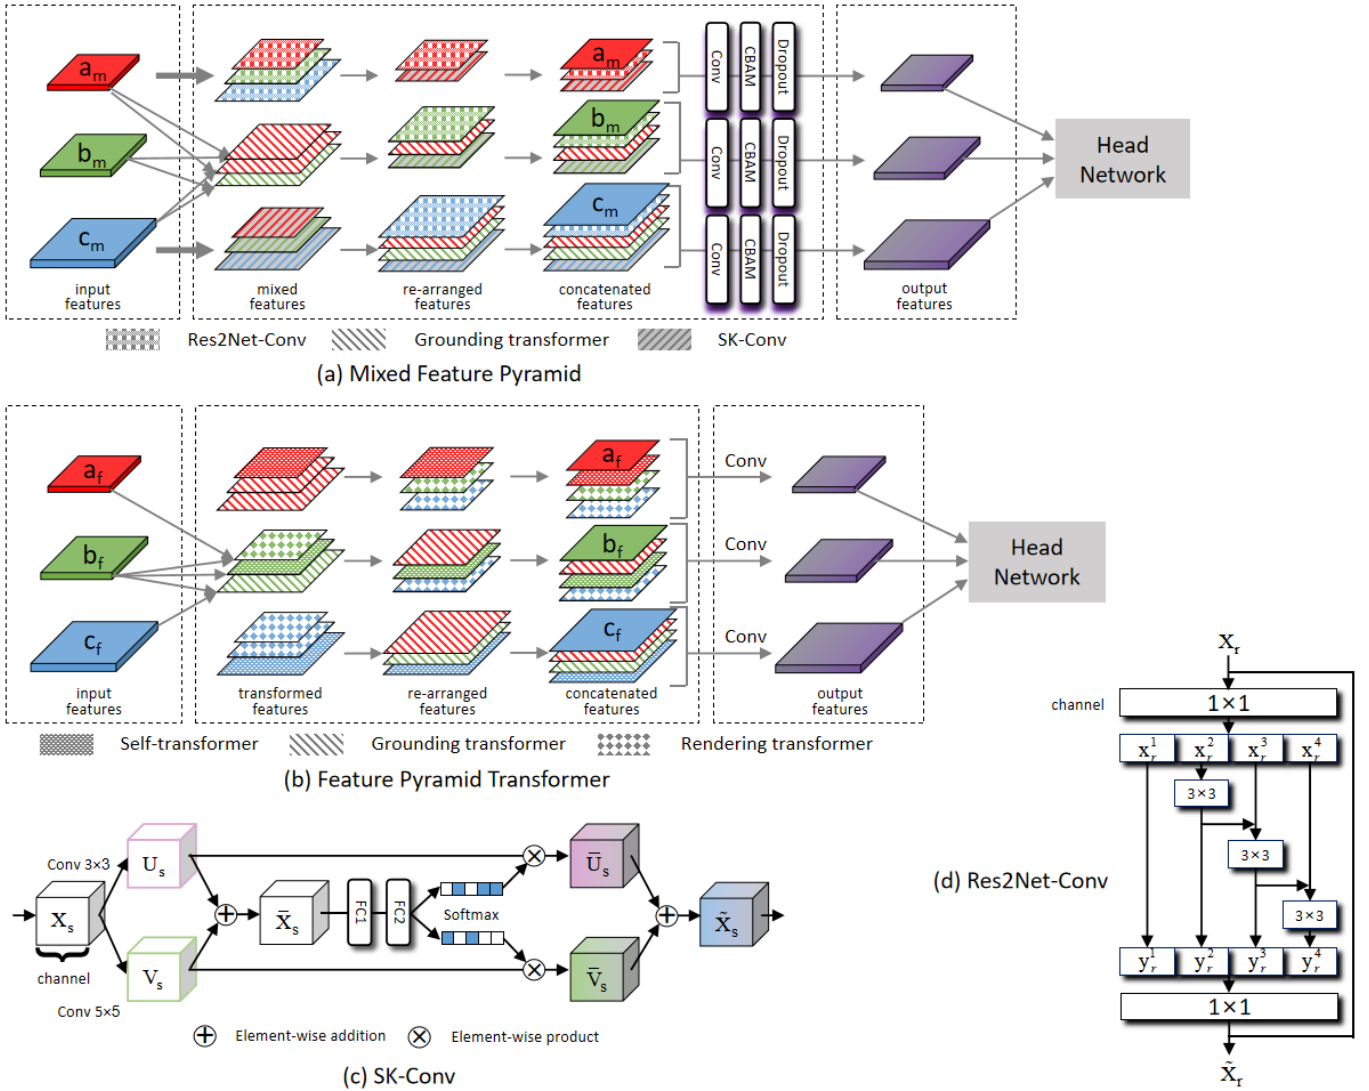 a_m
b_m
c_m
input
features
mixed
features
re-arranged
features
a_m
b_m
c_m
concatenated
features
Conv
CBAM
Dropout
Conv
CBAM
Dropout
Conv
CBAM
Dropout
output
features
Head
Network
Res2Net-Conv
Grounding transformer
SK-Conv
(a) Mixed Feature Pyramid
a_f
b_f
c_f
input
features
transformed
features
re-arranged
features
a_f
b_f
c_f
concatenated
features
Conv
Conv
Conv
output
features
Head
Network
Self-transformer
Grounding transformer
Rendering transformer
(b) Feature Pyramid Transformer
Conv 3×3
X_s
channel
Conv 5×5
U_s
V_s
X̄_s
FC1
FC2
Softmax
Ū_s
V̄_s
X̃_s
Element-wise addition
Element-wise product
(c) SK-Conv
X_r
channel
1×1
x_r^1 x_r^2 x_r^3 x_r^4
3×3
3×3
3×3
y_r^1 y_r^2 y_r^3 y_r^4
1×1
X̃_r
(d) Res2Net-Conv